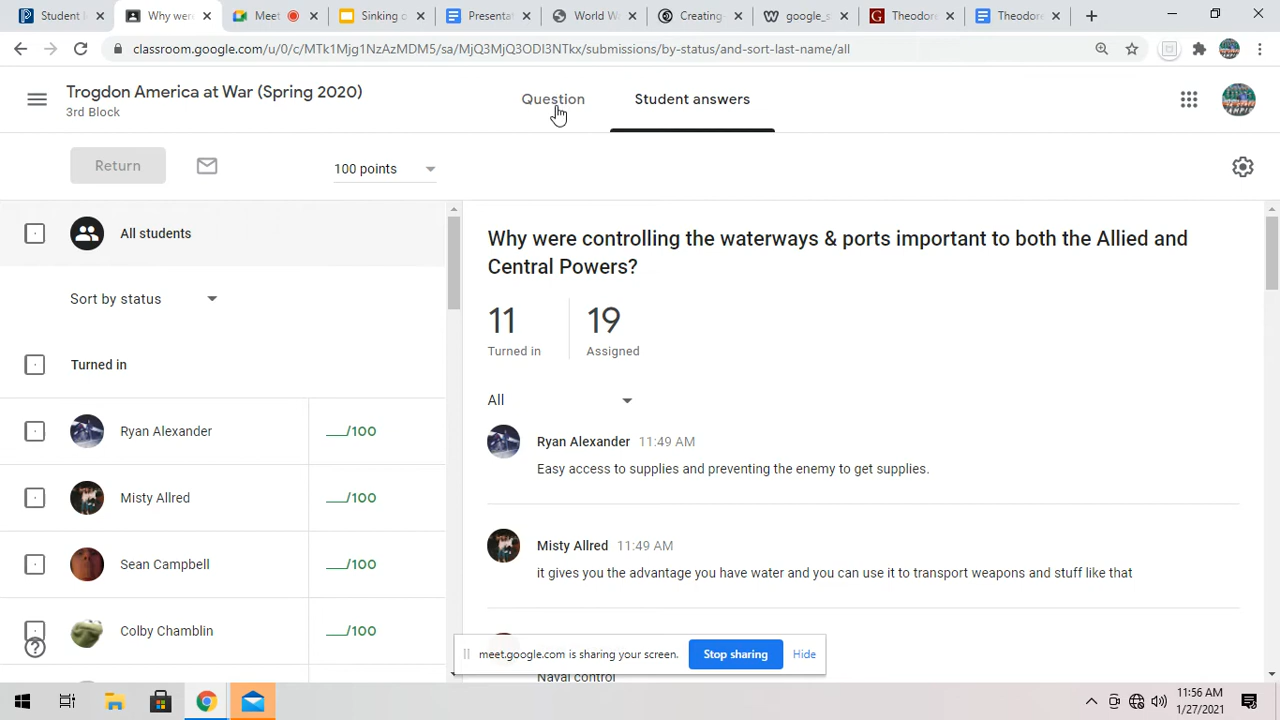 Student
Why wer
Meet
Sinking o
Presenta
World W
Creating
google_s
Theodore
Theodor
classroom.google.com/u/0/c/MTk1Mjg1NzAzMDM5/sa/MjQ3MjQ3ODI3NTkx/submissions/by-status/and-sort-last-name/all
Trogdon America at War (Spring 2020)
3rd Block
Question
Student answers
Return
100 points
All students
Sort by status
Turned in
Ryan Alexander
__/100
Misty Allred
__/100
Sean Campbell
__/100
Colby Chamblin
__/100
Why were controlling the waterways & ports important to both the Allied and
Central Powers?
11
19
Turned in
Assigned
All
Ryan Alexander 11:49 AM
Easy access to supplies and preventing the enemy to get supplies.
Misty Allred 11:49 AM
it gives you the advantage you have water and you can use it to transport weapons and stuff like that
Naval control
meet.google.com is sharing your screen.
Stop sharing
Hide
11:56 AM
1/27/2021